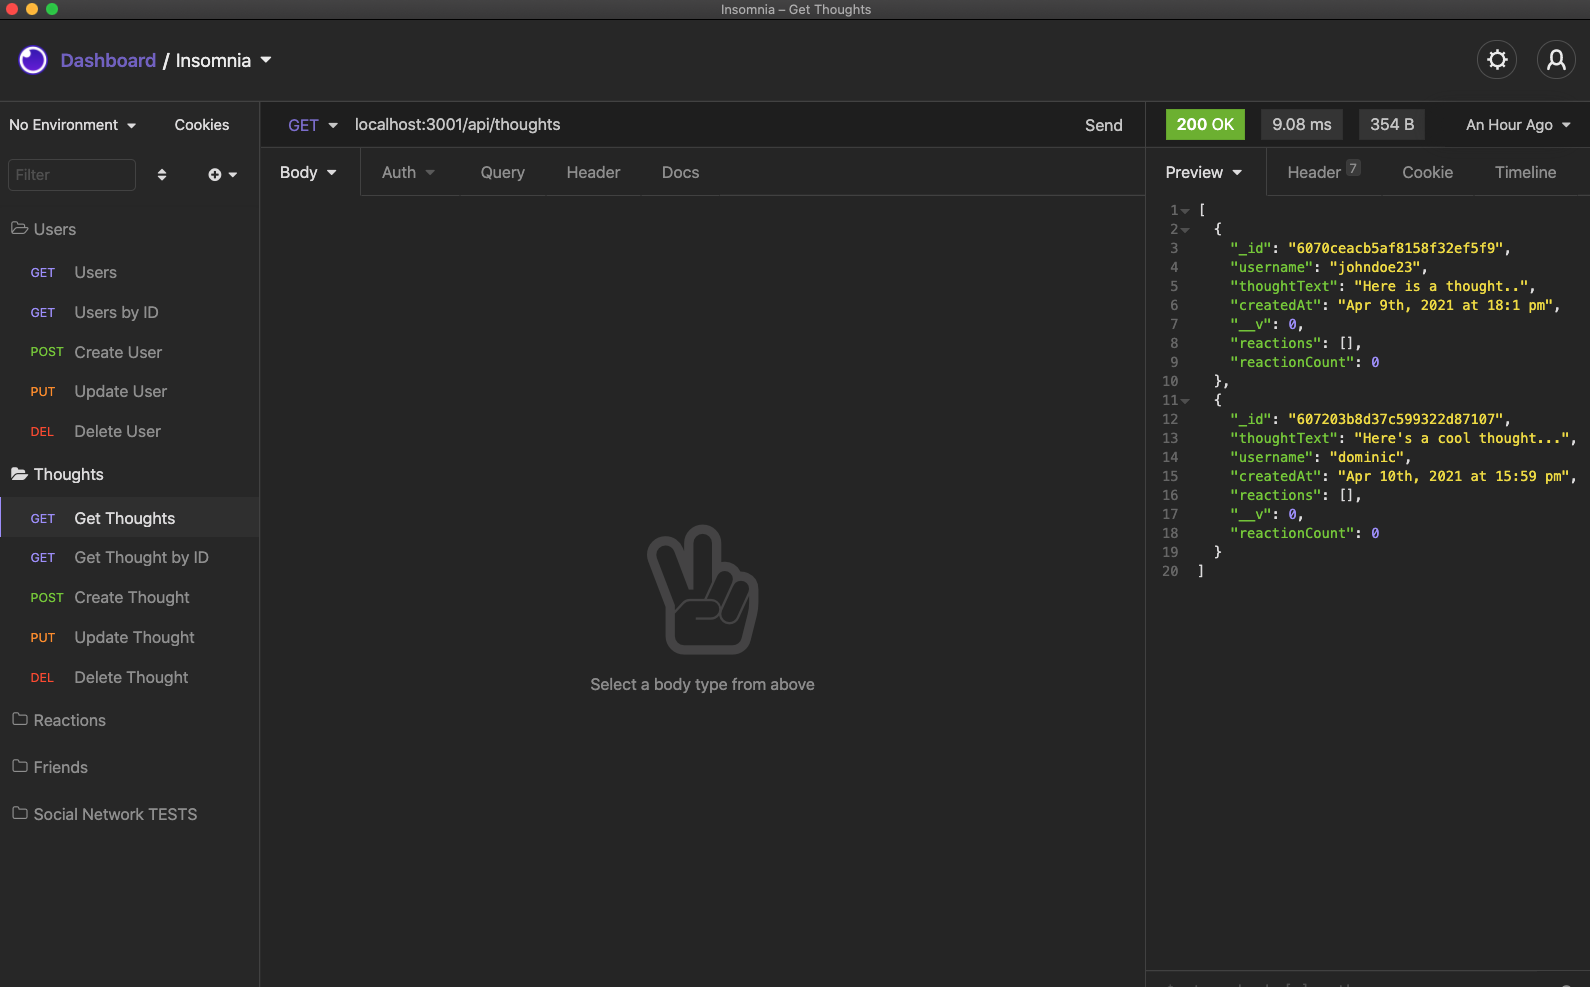 Insomnia – Get Thoughts
Dashboard / Insomnia
No Environment
Cookies
Filter
Users
GET Users
GET Users by ID
POST Create User
PUT Update User
DEL Delete User
Thoughts
GET Get Thoughts
GET Get Thought by ID
POST Create Thought
PUT Update Thought
DEL Delete Thought
Reactions
Friends
Social Network TESTS
GET localhost:3001/api/thoughts Send
Body Auth Query Header Docs
Select a body type from above
200 OK 9.08 ms 354 B An Hour Ago
Preview Header 7 Cookie Timeline
1 [
2 {
3 "_id": "6070ceacb5af8158f32ef5f9",
4 "username": "johndoe23",
5 "thoughtText": "Here is a thought..",
6 "createdAt": "Apr 9th, 2021 at 18:1 pm",
7 "__v": 0,
8 "reactions": [],
9 "reactionCount": 0
10 },
11 {
12 "_id": "607203b8d37c599322d87107",
13 "thoughtText": "Here's a cool thought...",
14 "username": "dominic",
15 "createdAt": "Apr 10th, 2021 at 15:59 pm",
16 "reactions": [],
17 "__v": 0,
18 "reactionCount": 0
19 }
20 ]